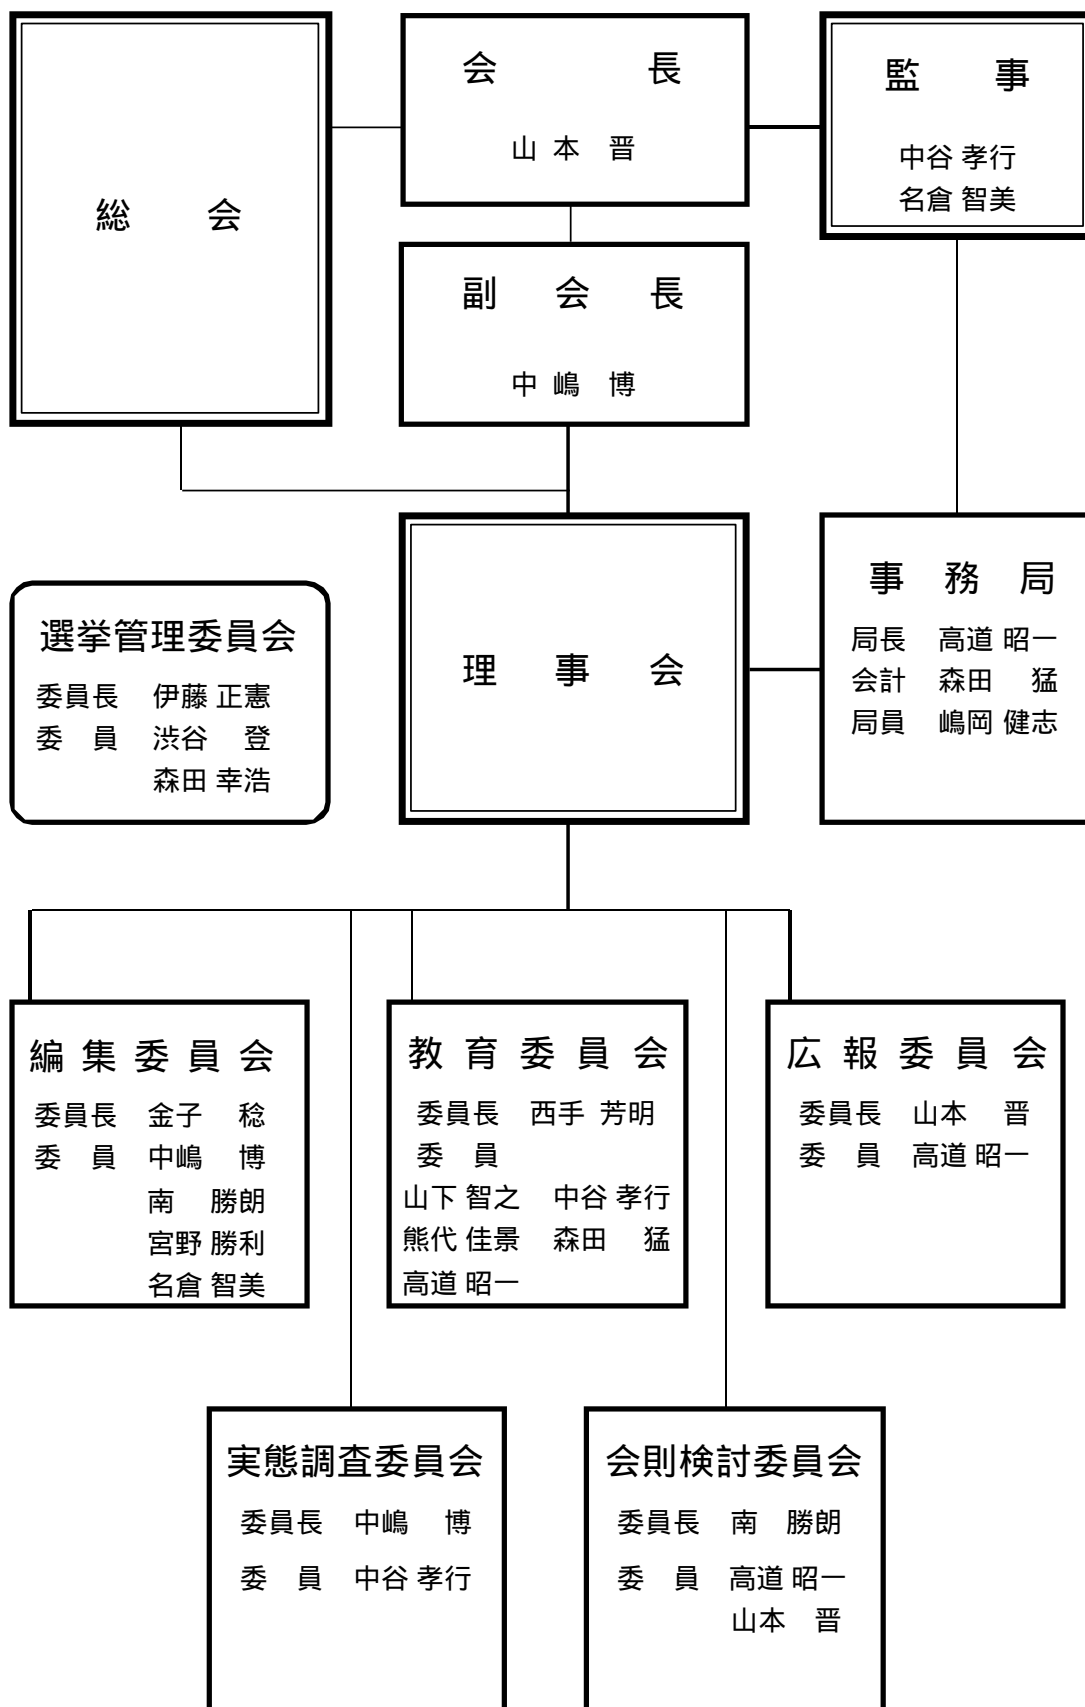 総 会
会 長
山本 晋
監 事
中谷 孝行
名倉 智美
副 会 長
中嶋 博
理 事 会
事 務 局
局長 高道 昭一
会計 森田 猛
局員 嶋岡 健志
選挙管理委員会
委員長 伊藤 正憲
委 員 渋谷 登
森田 幸浩
編 集 委 員 会
委員長 金子 稔
委 員 中嶋 博
南 勝朗
宮野 勝利
名倉 智美
教 育 委 員 会
委員長 西手 芳明
委 員
山下 智之 中谷 孝行
熊代 佳景 森田 猛
高道 昭一
広 報 委 員 会
委員長 山本 晋
委 員 高道 昭一
実態調査委員会
委員長 中嶋 博
委 員 中谷 孝行
会則検討委員会
委員長 南 勝朗
委 員 高道 昭一
山本 晋